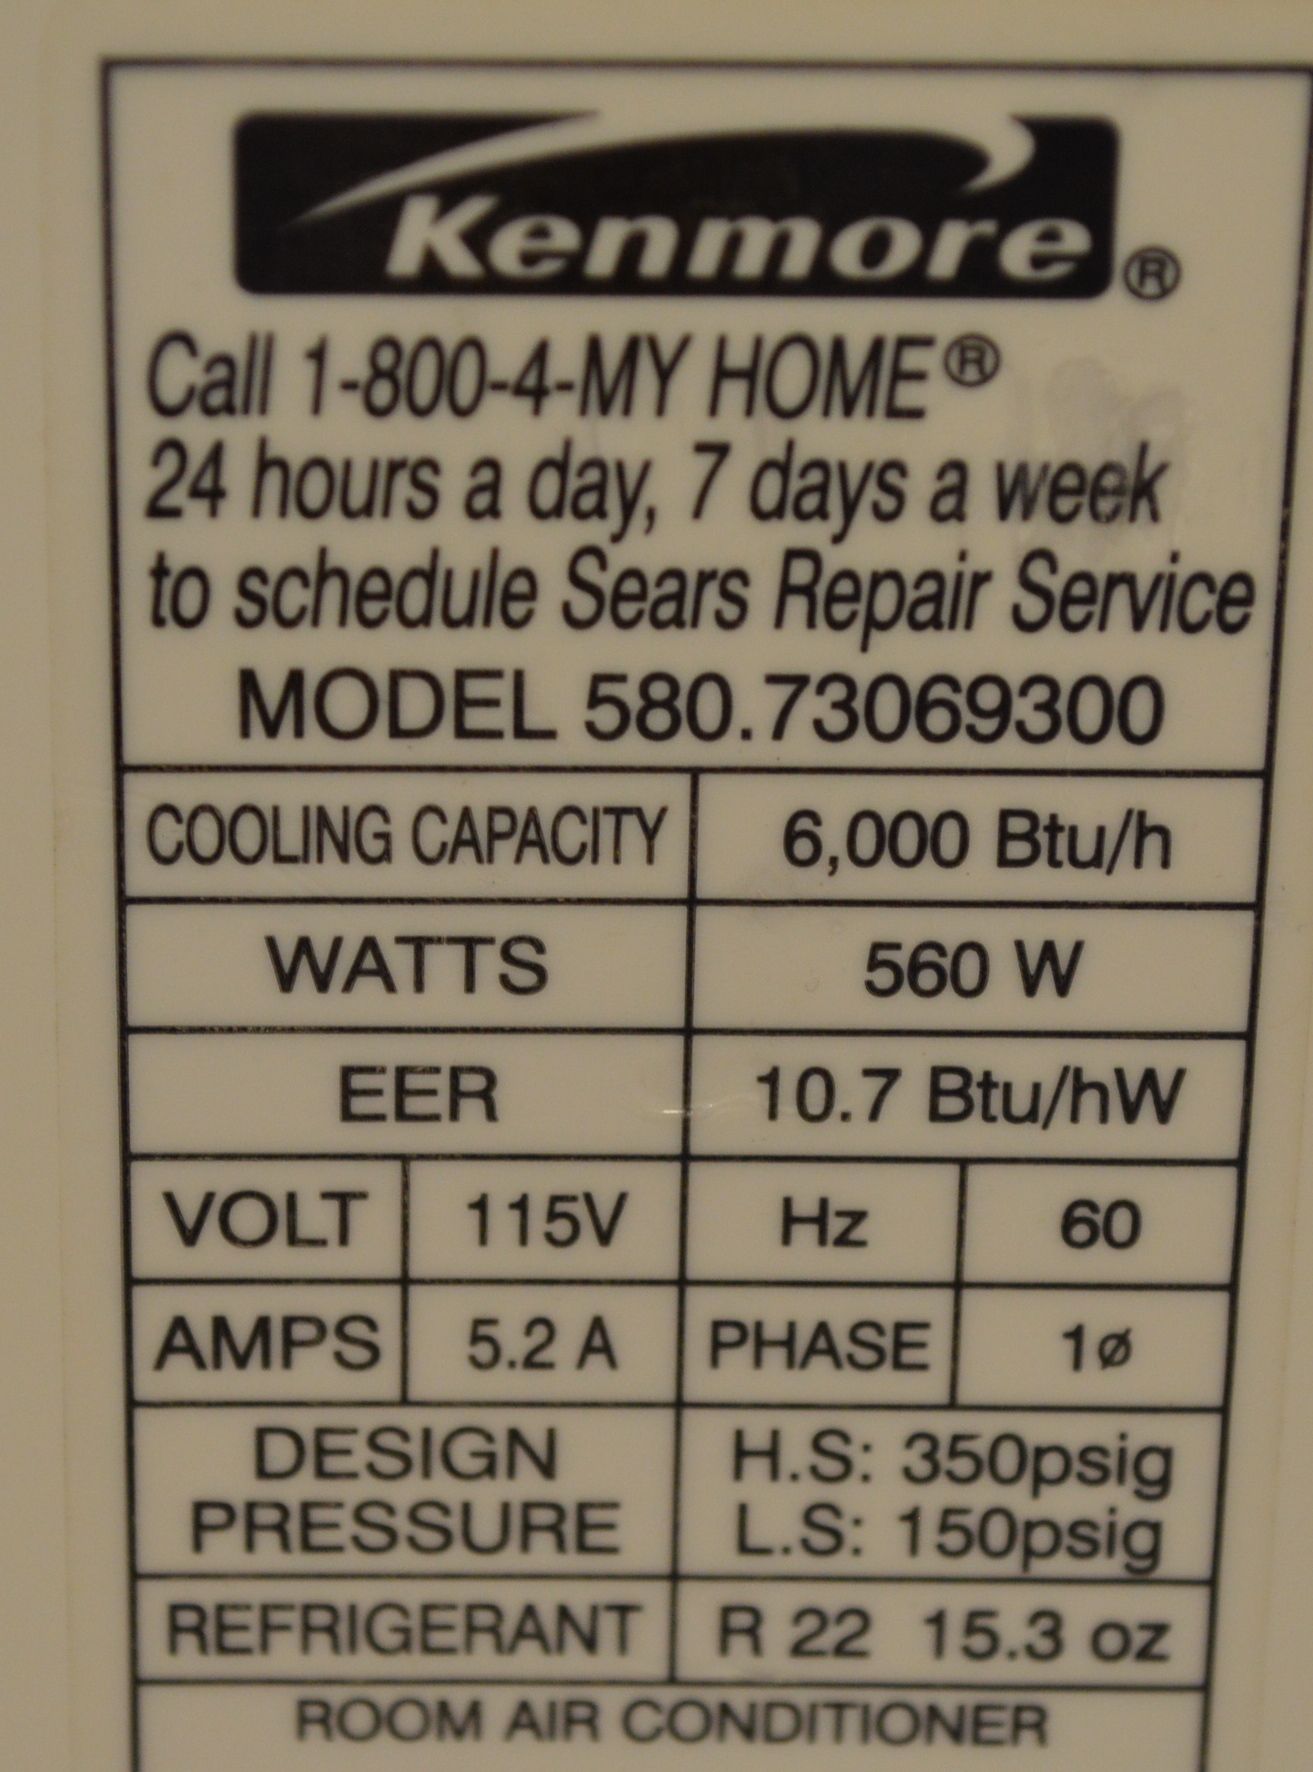 Kenmore®
Call 1-800-4-MY HOME®
24 hours a day, 7 days a week
to schedule Sears Repair Service
MODEL 580.73069300
COOLING CAPACITY 6,000 Btu/h
WATTS 560 W
EER 10.7 Btu/hW
VOLT 115V Hz 60
AMPS 5.2 A PHASE 1ø
DESIGN PRESSURE H.S: 350psig
L.S: 150psig
REFRIGERANT R 22 15.3 oz
ROOM AIR CONDITIONER